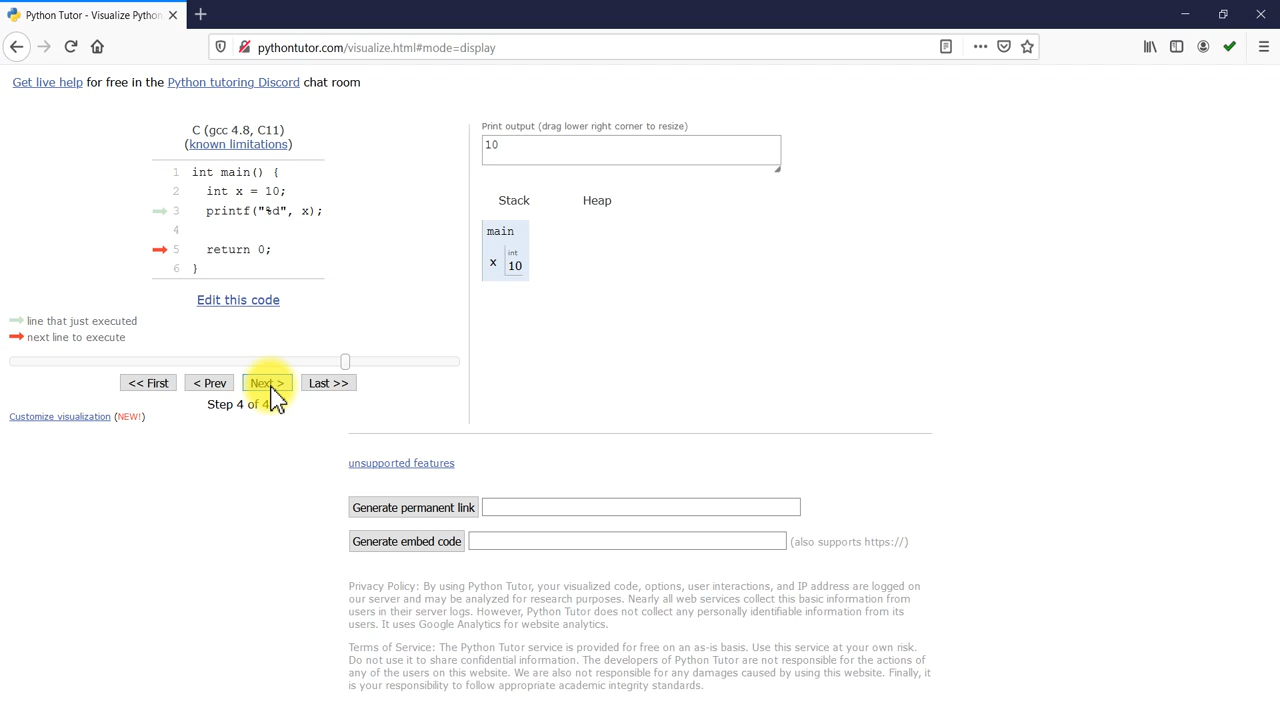 Python Tutor - Visualize Python
pythontutor.com/visualize.html#mode=display
Get live help for free in the Python tutoring Discord chat room
C (gcc 4.8, C11)
(known limitations)
1 int main() {
2 int x = 10;
3 printf("%d", x);
4
5 return 0;
6 }
Edit this code
line that just executed
next line to execute
<< First
< Prev
Next >
Last >>
Step 4 of 4
Customize visualization (NEW!)
Print output (drag lower right corner to resize)
10
Stack
Heap
main
int
x 10
unsupported features
Generate permanent link
Generate embed code
(also supports https://)
Privacy Policy: By using Python Tutor, your visualized code, options, user interactions, and IP address are logged on
our server and may be analyzed for research purposes. Nearly all web services collect this basic information from
users in their server logs. However, Python Tutor does not collect any personally identifiable information from its
users. It uses Google Analytics for website analytics.
Terms of Service: The Python Tutor service is provided for free on an as-is basis. Use this service at your own risk.
Do not use it to share confidential information. The developers of Python Tutor are not responsible for the actions of
any of the users on this website. We are also not responsible for any damages caused by using this website. Finally, it
is your responsibility to follow appropriate academic integrity standards.